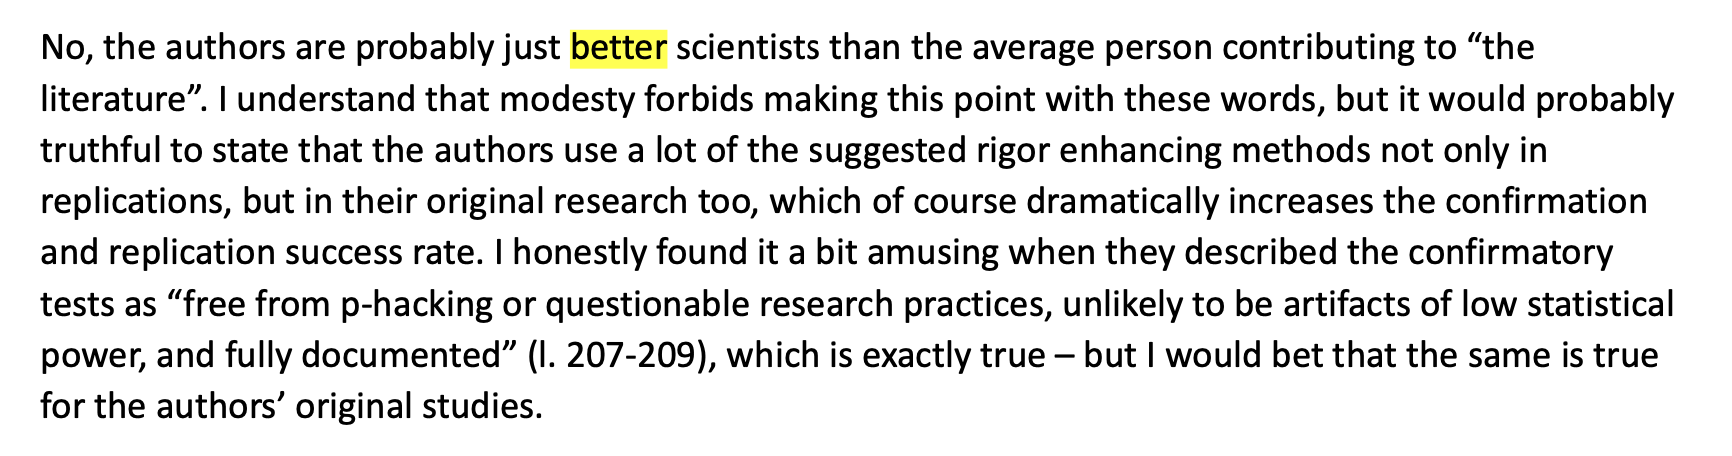 No, the authors are probably just better scientists than the average person contributing to “the
literature”. I understand that modesty forbids making this point with these words, but it would probably
truthful to state that the authors use a lot of the suggested rigor enhancing methods not only in
replications, but in their original research too, which of course dramatically increases the confirmation
and replication success rate. I honestly found it a bit amusing when they described the confirmatory
tests as “free from p-hacking or questionable research practices, unlikely to be artifacts of low statistical
power, and fully documented” (l. 207-209), which is exactly true – but I would bet that the same is true
for the authors’ original studies.